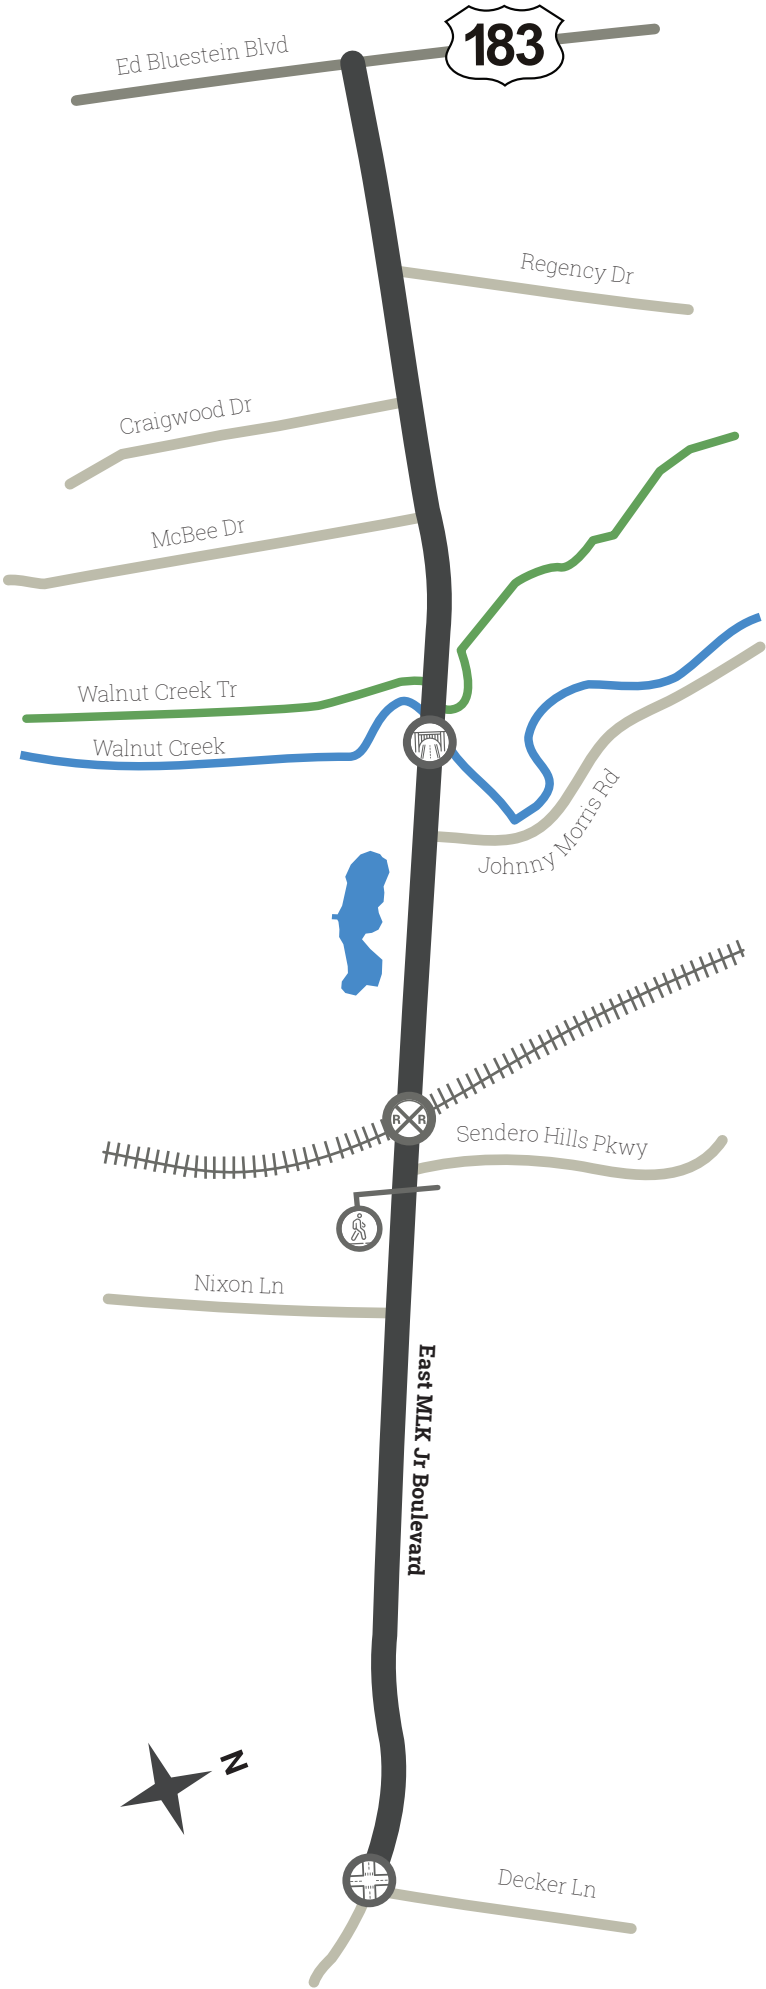 183
Ed Bluestein Blvd
Regency Dr
Craigwood Dr
McBee Dr
Walnut Creek Tr
Walnut Creek
Johnny Morris Rd
R R
Sendero Hills Pkwy
Nixon Ln
East MLK Jr Boulevard
N
Decker Ln